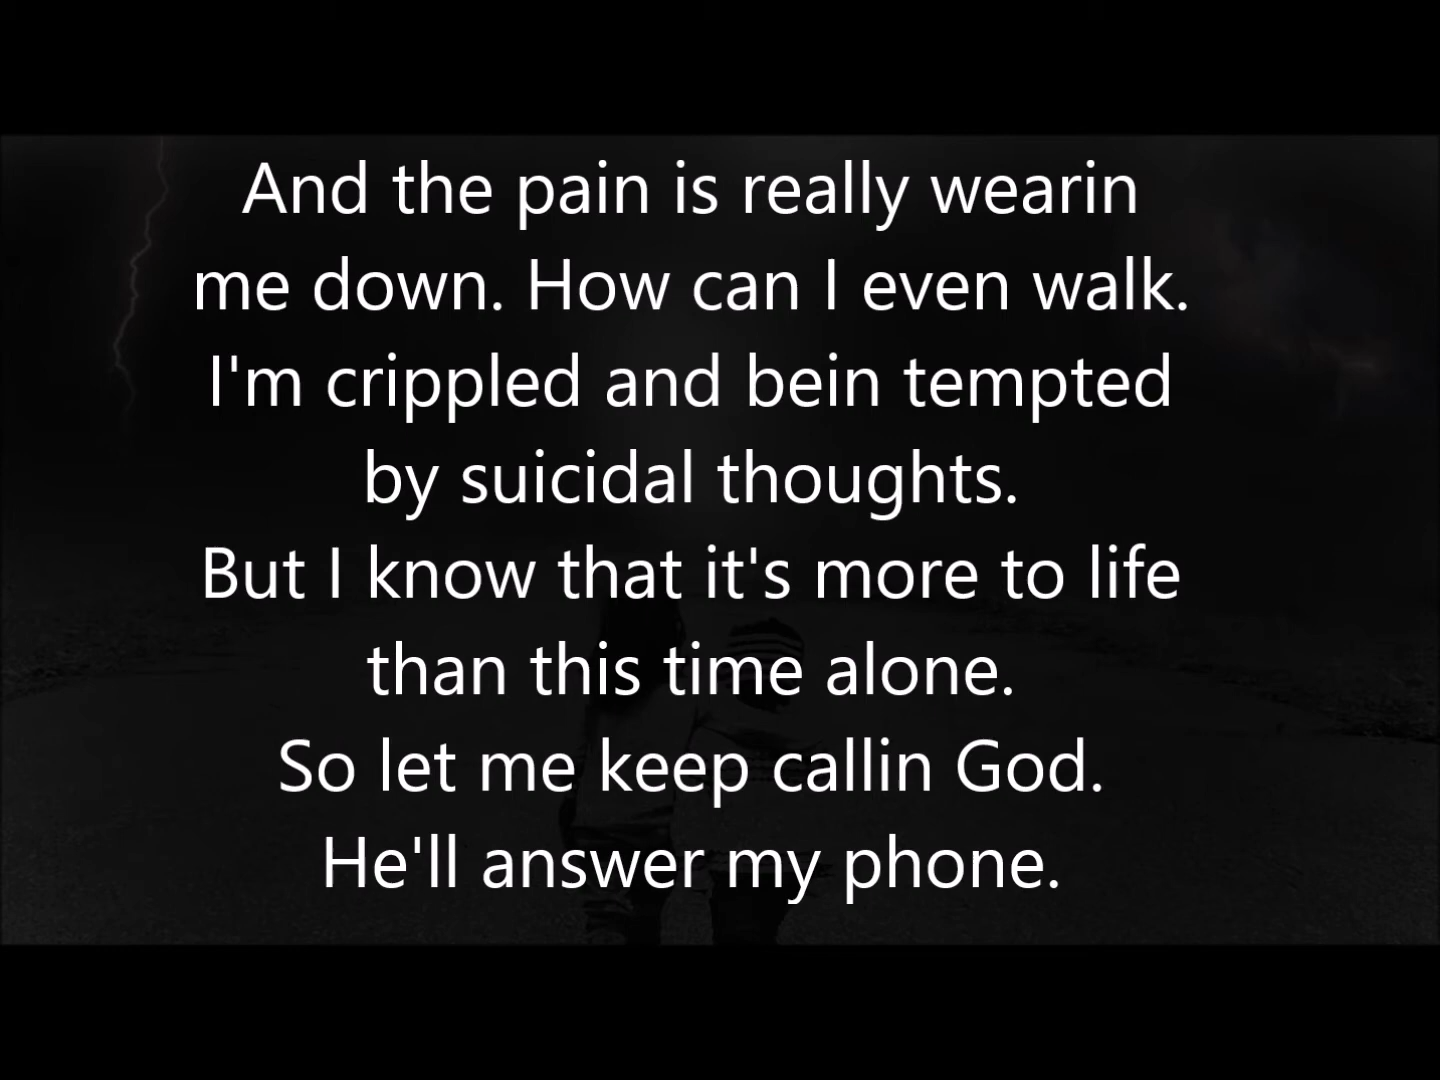 And the pain is really wearin
me down. How can I even walk.
I'm crippled and bein tempted
by suicidal thoughts.
But I know that it's more to life
than this time alone.
So let me keep callin God.
He'll answer my phone.